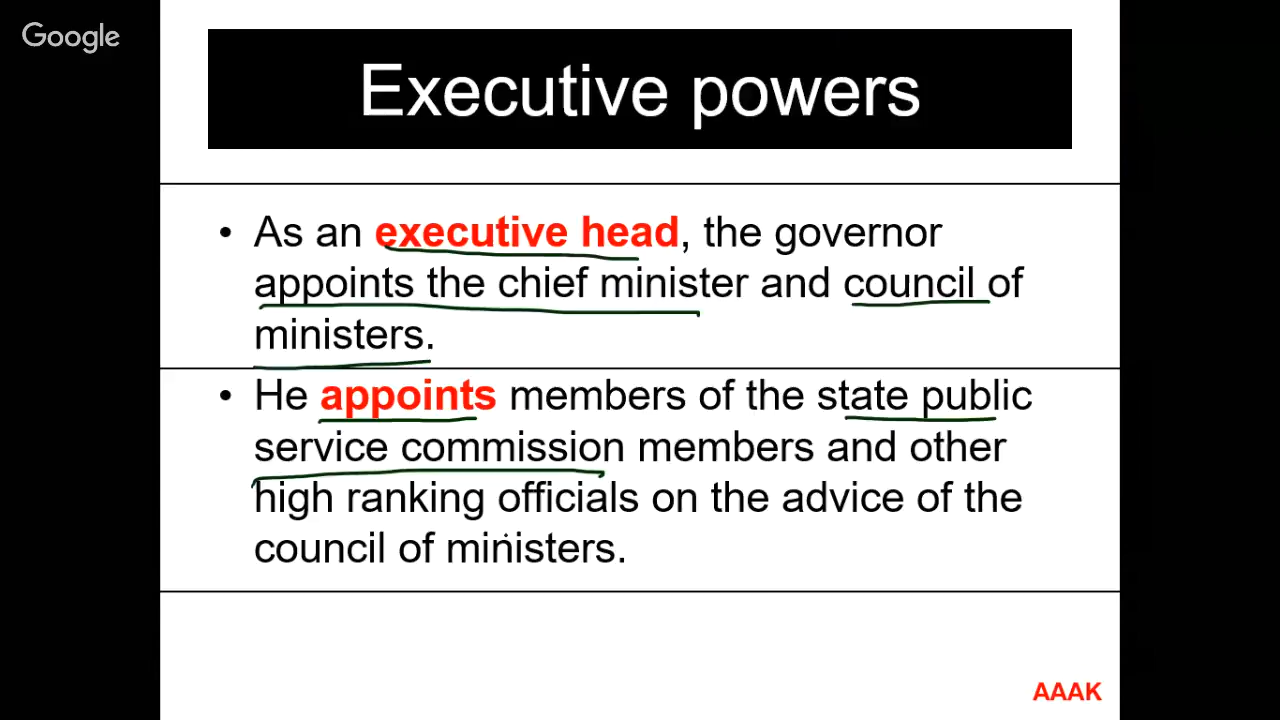 Google
Executive powers
• As an executive head, the governor
appoints the chief minister and council of
ministers.
• He appoints members of the state public
service commission members and other
high ranking officials on the advice of the
council of ministers.
AAAK